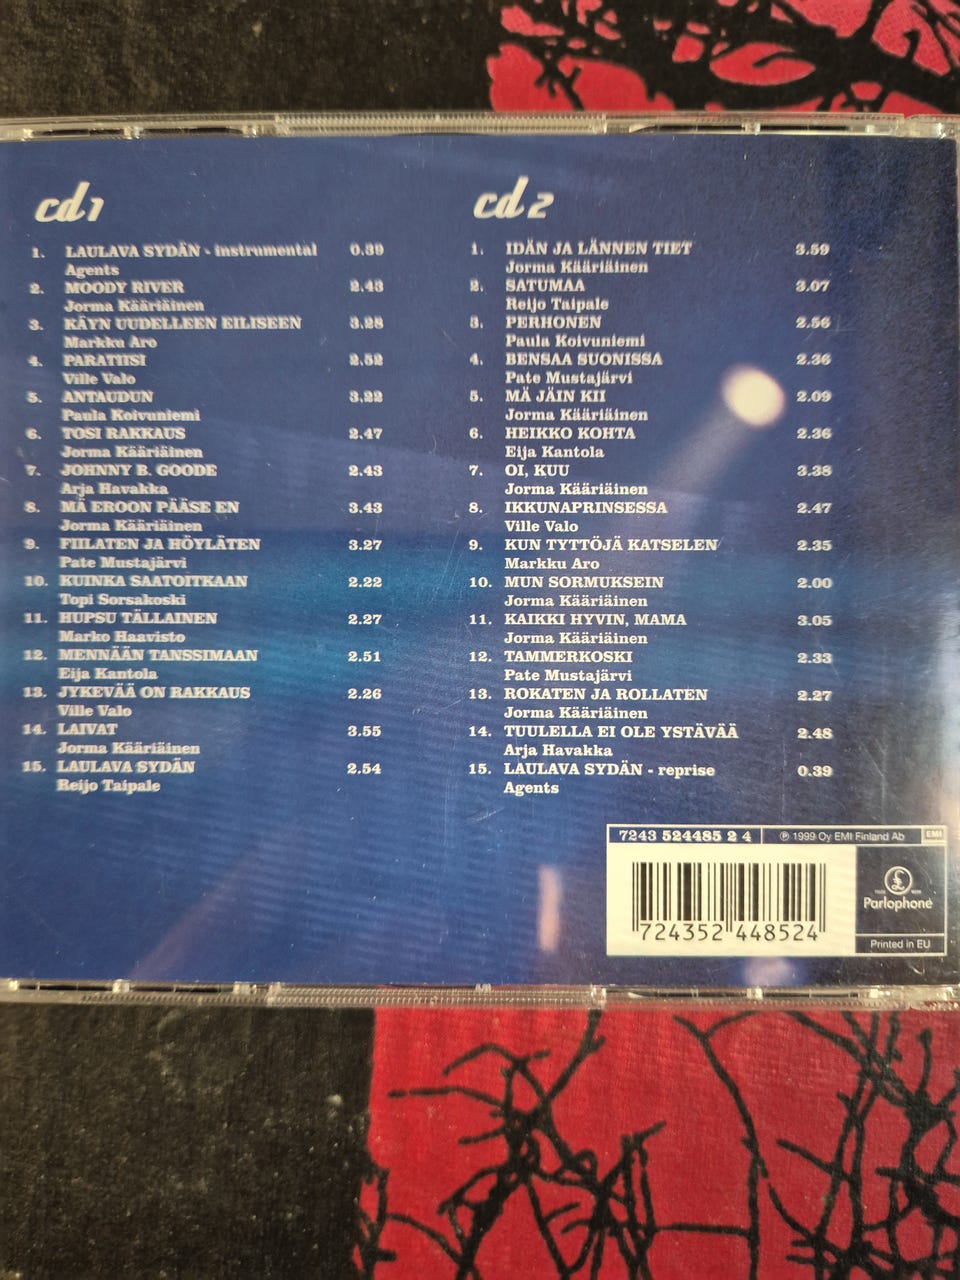 cd1
1. LAULAVA SYDÄN - instrumental 0.39
Agents
2. MOODY RIVER 2.43
Jorma Kääriäinen
3. KÄYN UUDELLEEN EILISEEN 3.28
Markku Aro
4. PARATIISI 2.52
Ville Valo
5. ANTAUDUN 3.22
Paula Koivuniemi
6. TOSI RAKKAUS 2.47
Jorma Kääriäinen
7. JOHNNY B. GOODE 2.43
Arja Havakka
8. MÄ EROON PÄÄSE EN 3.43
Jorma Kääriäinen
9. FIILATEN JA HÖYLÄTEN 3.27
Pate Mustajärvi
10. KUINKA SAATOITKAAN 2.22
Topi Sorsakoski
11. HUPSU TÄLLAINEN 2.27
Marko Haavisto
12. MENNÄÄN TANSSIMAAN 2.51
Eija Kantola
13. JYKEVÄÄ ON RAKKAUS 2.26
Ville Valo
14. LAIVAT 3.55
Jorma Kääriäinen
15. LAULAVA SYDÄN 2.54
Reijo Taipale
cd2
1. IDÄN JA LÄNNEN TIET 3.59
Jorma Kääriäinen
2. SATUMAA 3.07
Reijo Taipale
3. PERHONEN 2.56
Paula Koivuniemi
4. BENSAA SUONISSA 2.36
Pate Mustajärvi
5. MÄ JÄIN KII 2.09
Jorma Kääriäinen
6. HEIKKO KOHTA 2.36
Eija Kantola
7. OI, KUU 3.38
Jorma Kääriäinen
8. IKKUNAPRINSESSA 2.47
Ville Valo
9. KUN TYTTÖJÄ KATSELEN 2.35
Markku Aro
10. MUN SORMUKSEIN 2.00
Jorma Kääriäinen
11. KAIKKI HYVIN, MAMA 3.05
Jorma Kääriäinen
12. TAMMERKOSKI 2.33
Pate Mustajärvi
13. ROKATEN JA ROLLATEN 2.27
Jorma Kääriäinen
14. TUULELLA EI OLE YSTÄVÄÄ 2.48
Arja Havakka
15. LAULAVA SYDÄN - reprise 0.39
Agents
7243 524485 2 4 ℗ 1999 Oy EMI Finland Ab EMI
£
Parlophone
7 24352 44852 4
Printed in EU